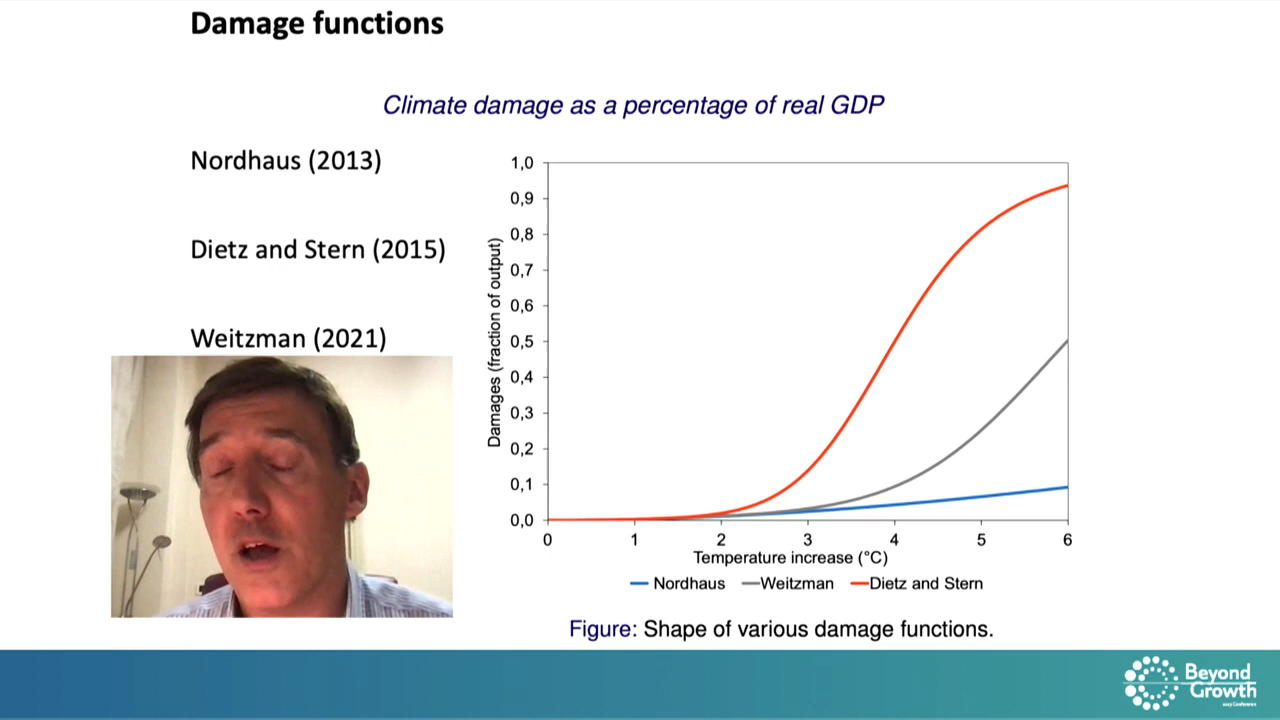 Damage functions
Climate damage as a percentage of real GDP
Nordhaus (2013)
Dietz and Stern (2015)
Weitzman (2021)
Damages (fraction of output)
1,0
0,9
0,8
0,7
0,6
0,5
0,4
0,3
0,2
0,1
0,0
0 1 2 3 4 5 6
Temperature increase (°C)
Nordhaus Weitzman Dietz and Stern
Figure: Shape of various damage functions.
Beyond
Growth
2023 Conference